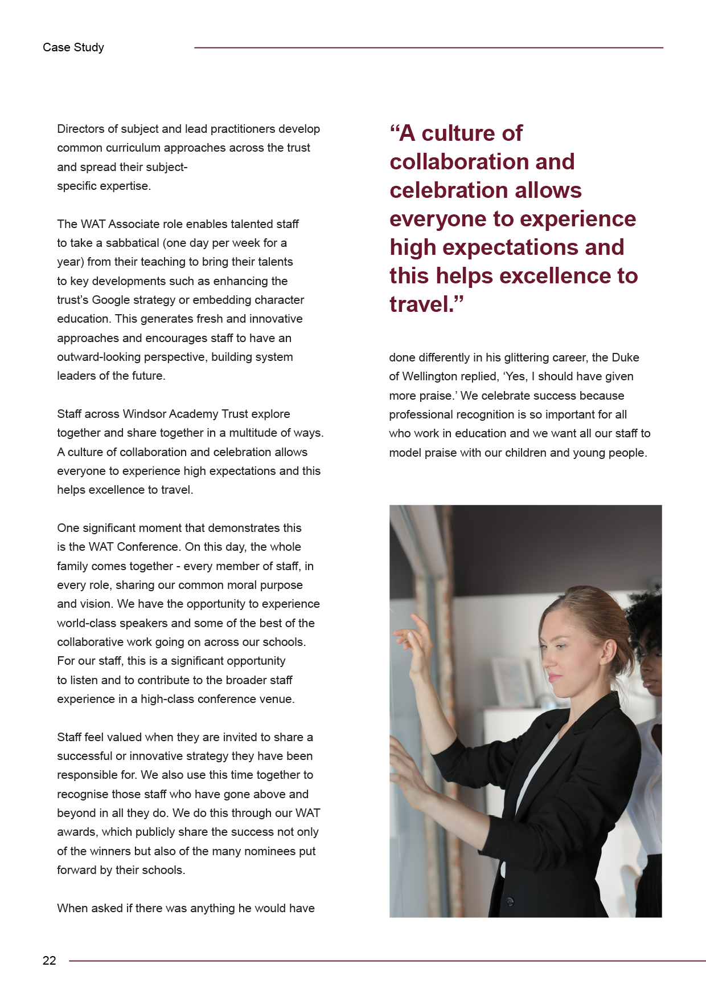 Case Study
Directors of subject and lead practitioners develop
common curriculum approaches across the trust
and spread their subject-
specific expertise.
The WAT Associate role enables talented staff
to take a sabbatical (one day per week for a
year) from their teaching to bring their talents
to key developments such as enhancing the
trust’s Google strategy or embedding character
education. This generates fresh and innovative
approaches and encourages staff to have an
outward-looking perspective, building system
leaders of the future.
Staff across Windsor Academy Trust explore
together and share together in a multitude of ways.
A culture of collaboration and celebration allows
everyone to experience high expectations and this
helps excellence to travel.
One significant moment that demonstrates this
is the WAT Conference. On this day, the whole
family comes together - every member of staff, in
every role, sharing our common moral purpose
and vision. We have the opportunity to experience
world-class speakers and some of the best of the
collaborative work going on across our schools.
For our staff, this is a significant opportunity
to listen and to contribute to the broader staff
experience in a high-class conference venue.
Staff feel valued when they are invited to share a
successful or innovative strategy they have been
responsible for. We also use this time together to
recognise those staff who have gone above and
beyond in all they do. We do this through our WAT
awards, which publicly share the success not only
of the winners but also of the many nominees put
forward by their schools.
When asked if there was anything he would have
“A culture of
collaboration and
celebration allows
everyone to experience
high expectations and
this helps excellence to
travel.”
done differently in his glittering career, the Duke
of Wellington replied, ‘Yes, I should have given
more praise.’ We celebrate success because
professional recognition is so important for all
who work in education and we want all our staff to
model praise with our children and young people.
22